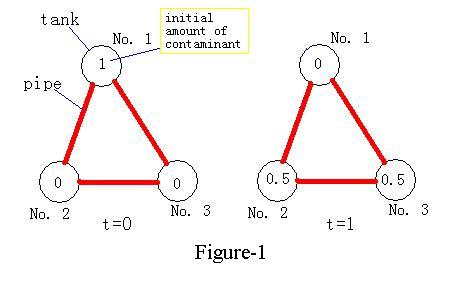 tank
No. 1
initial
amount of
contaminant
1
pipe
0
0
No. 2
No. 3
t=0
No. 1
0
0.5
0.5
No. 2
No. 3
t=1
Figure-1